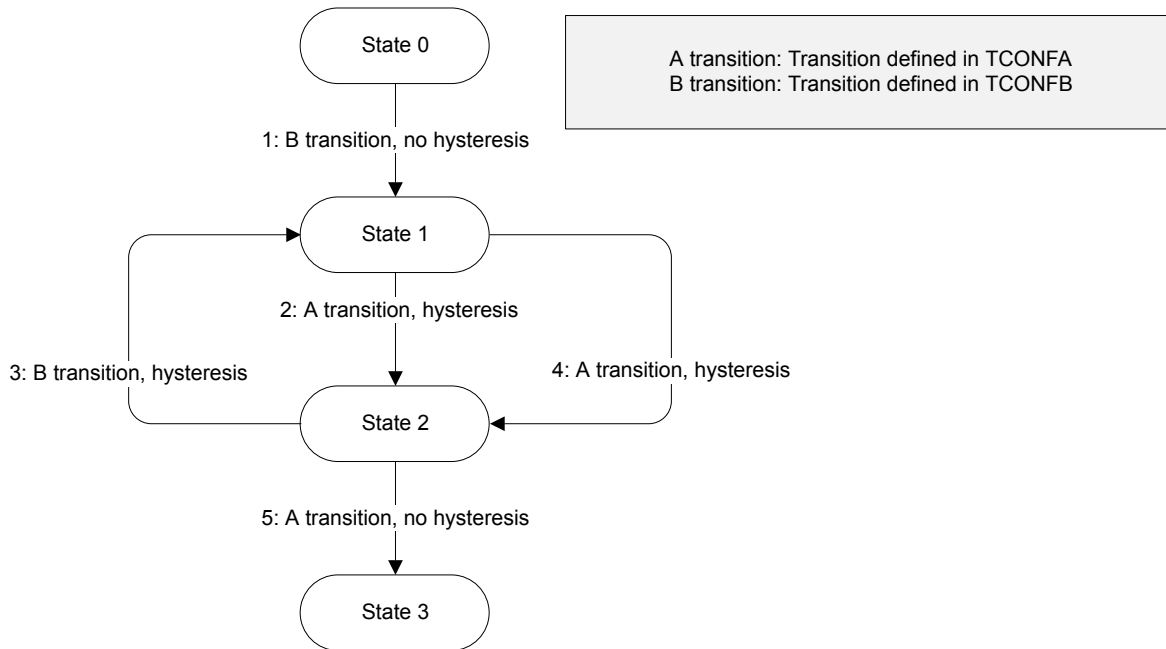 State 0
A transition: Transition defined in TCONFA
B transition: Transition defined in TCONFB
1: B transition, no hysteresis
State 1
2: A transition, hysteresis
3: B transition, hysteresis
4: A transition, hysteresis
State 2
5: A transition, no hysteresis
State 3